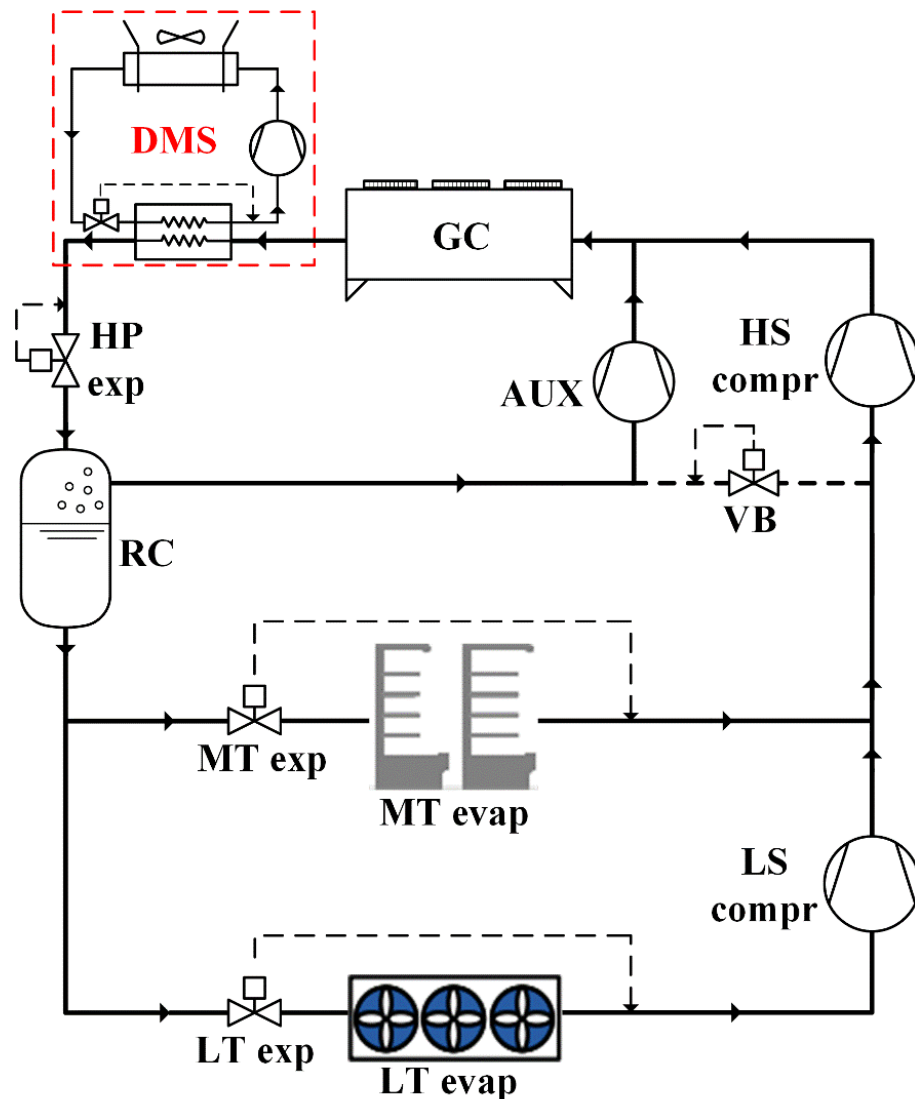 DMS
GC
HP
exp
HS
compr
AUX
VB
RC
MT exp
MT evap
LS
compr
LT exp
LT evap